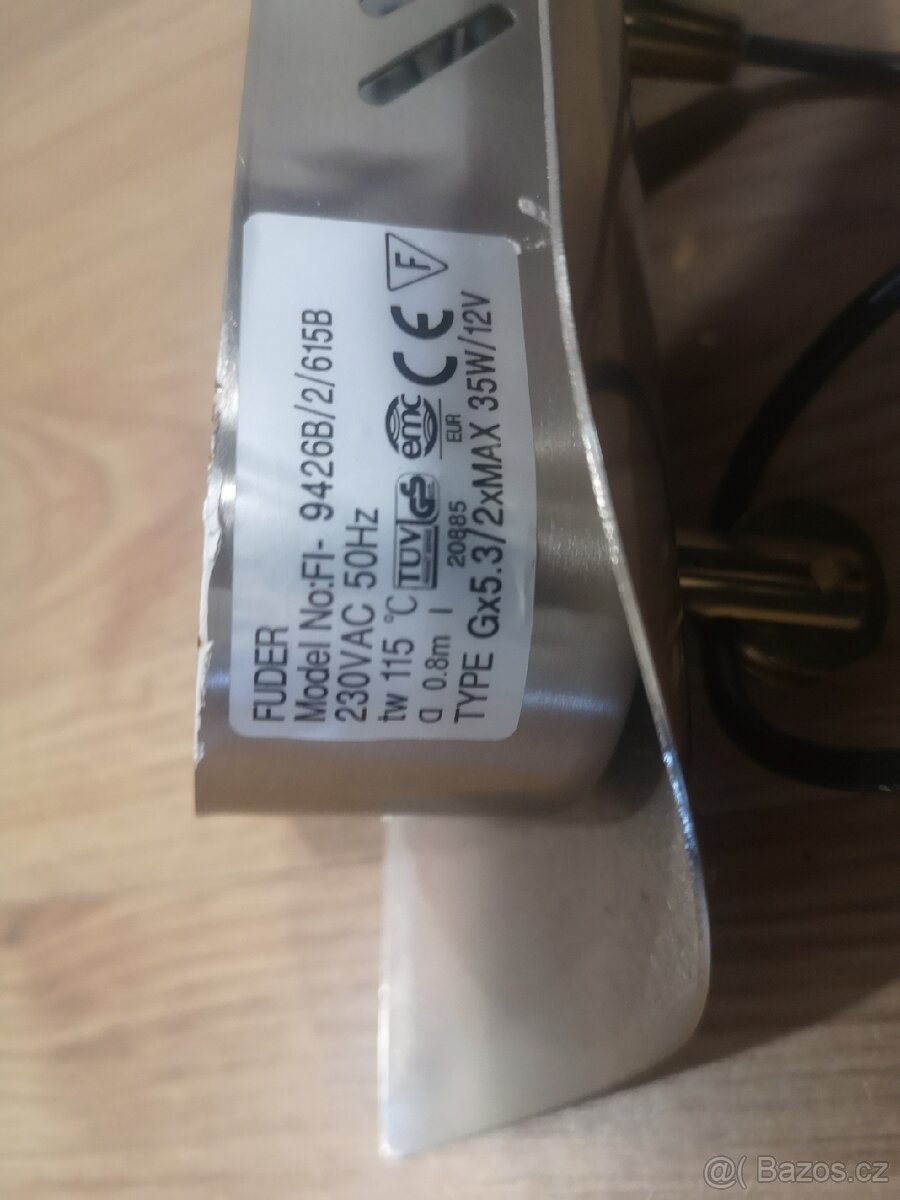 FUDER
Model No:FI- 9426B/2/615B
230VAC 50Hz
tw 115 °C
TÜV GS emc CE F
EUR
20885
0.8m
TYPE Gx5.3/2xMAX 35W/12V
@( Bazos.cz